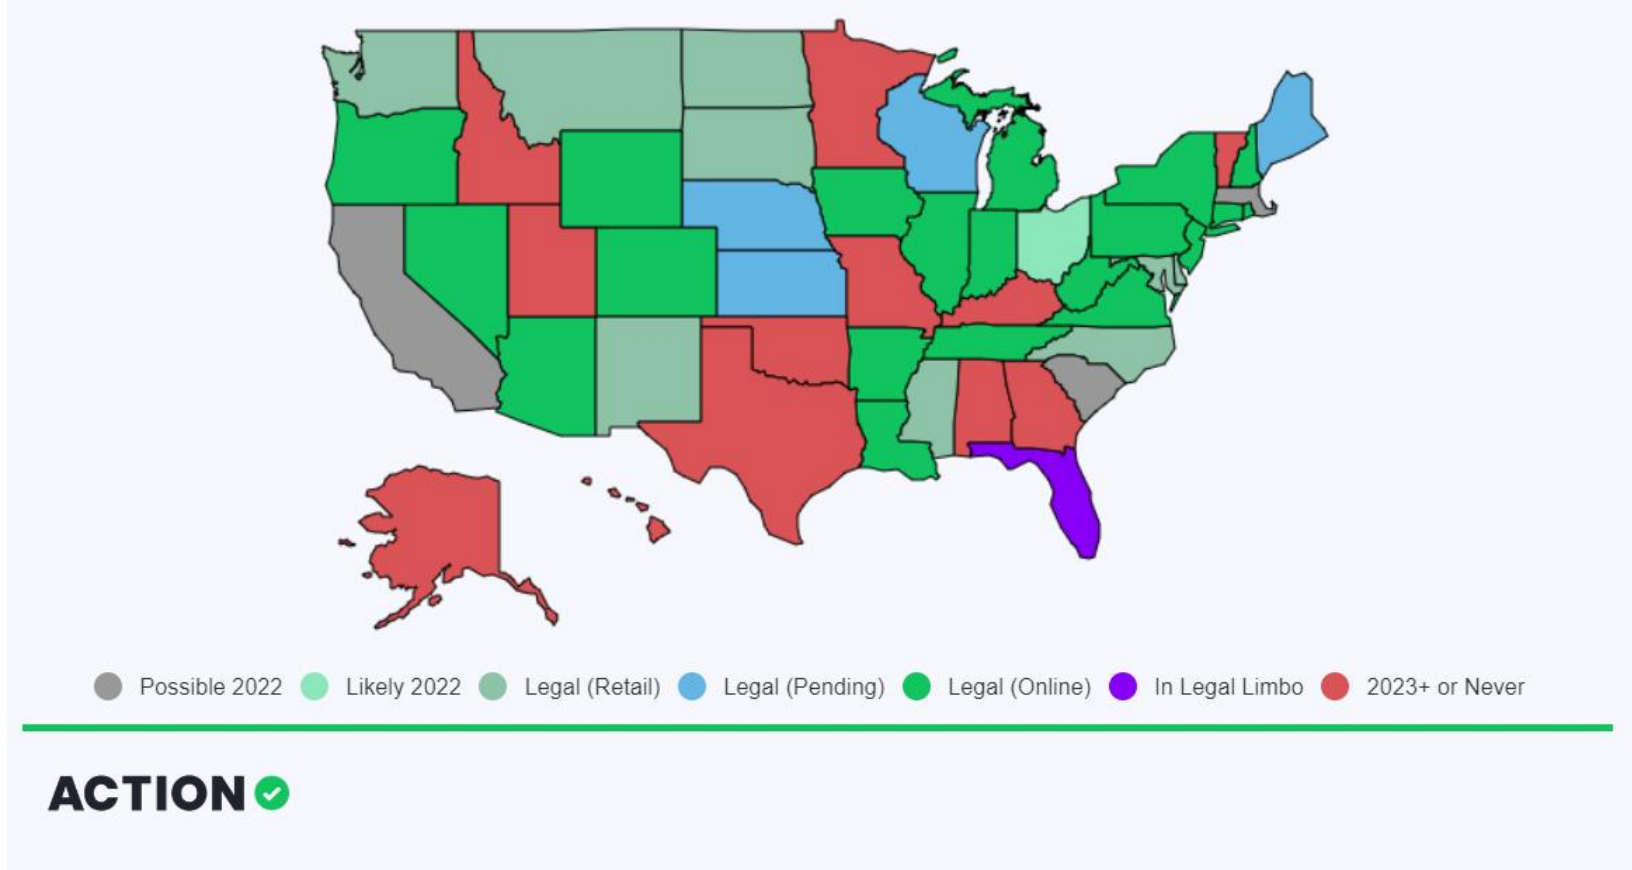 Possible 2022 Likely 2022 Legal (Retail) Legal (Pending) Legal (Online) In Legal Limbo 2023+ or Never
ACTION